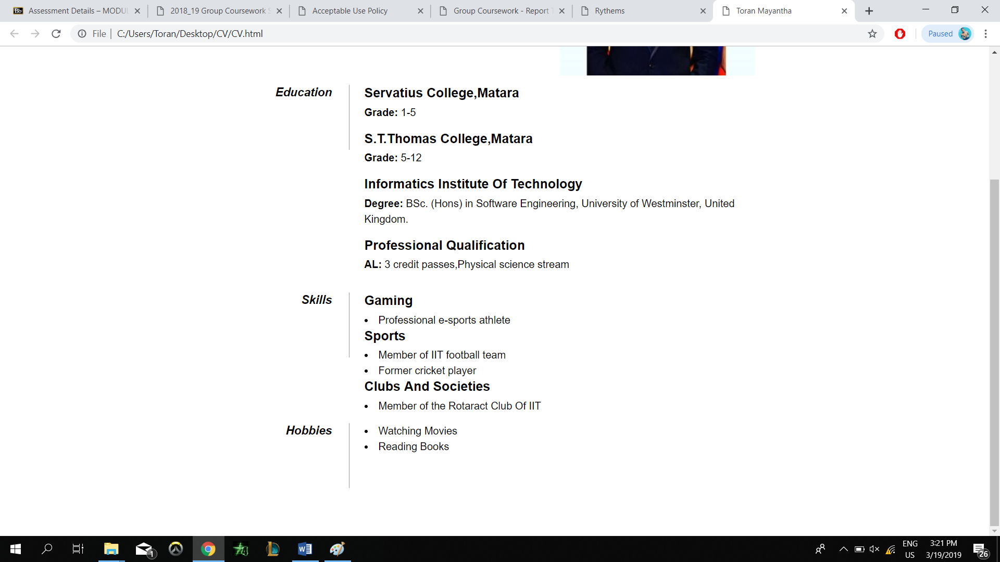 Assessment Details – MODU
2018_19 Group Coursework S
Acceptable Use Policy
Group Coursework - Report T
Rythems
Toran Mayantha
File | C:/Users/Toran/Desktop/CV/CV.html
Paused
Education
Servatius College,Matara
Grade: 1-5
S.T.Thomas College,Matara
Grade: 5-12
Informatics Institute Of Technology
Degree: BSc. (Hons) in Software Engineering, University of Westminster, United
Kingdom.
Professional Qualification
AL: 3 credit passes,Physical science stream
Skills
Gaming
• Professional e-sports athlete
Sports
• Member of IIT football team
• Former cricket player
Clubs And Societies
• Member of the Rotaract Club Of IIT
Hobbies
• Watching Movies
• Reading Books
1
ENG
US
3:21 PM
3/19/2019
26